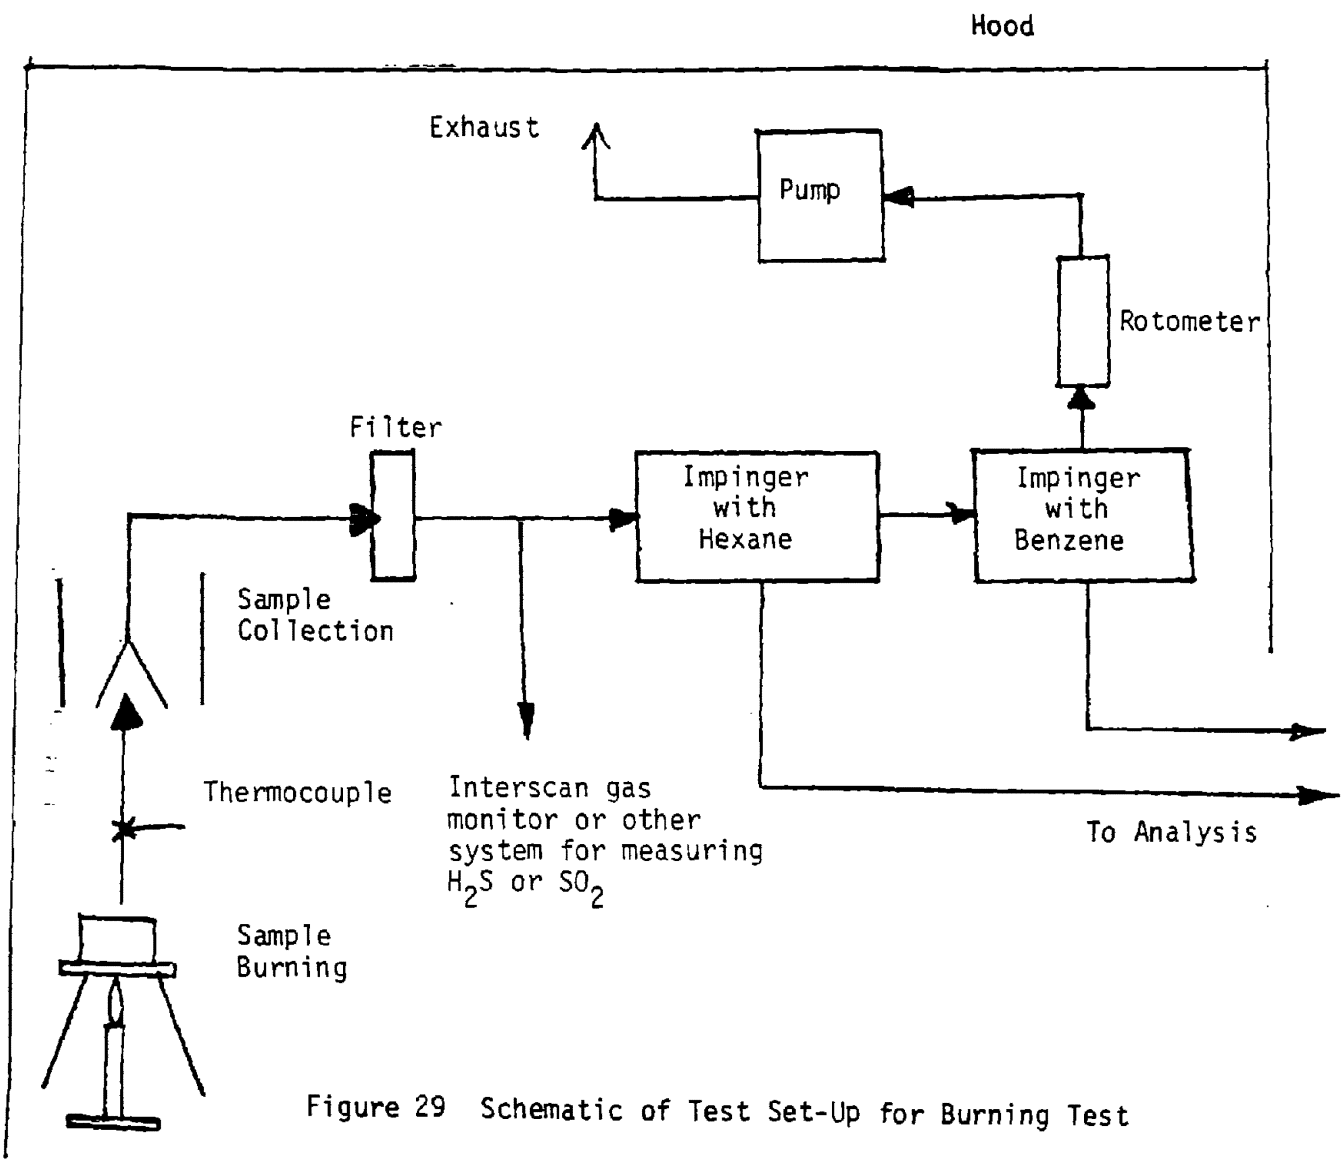 Hood
Exhaust
Pump
Rotometer
Filter
Impinger
with
Hexane
Impinger
with
Benzene
Sample
Collection
Thermocouple
Interscan gas
monitor or other
system for measuring
H2S or SO2
To Analysis
Sample
Burning
Figure 29 Schematic of Test Set-Up for Burning Test